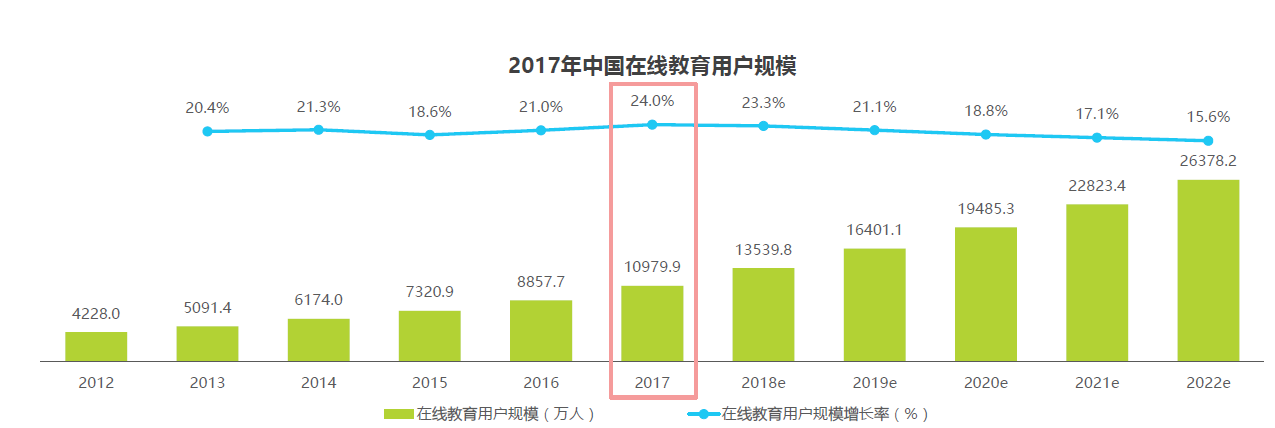 2017年中国在线教育用户规模
20.4% 21.3% 18.6% 21.0% 24.0% 23.3% 21.1% 18.8% 17.1% 15.6%
4228.0 5091.4 6174.0 7320.9 8857.7 10979.9 13539.8 16401.1 19485.3 22823.4 26378.2
2012 2013 2014 2015 2016 2017 2018e 2019e 2020e 2021e 2022e
在线教育用户规模（万人） 在线教育用户规模增长率（%）